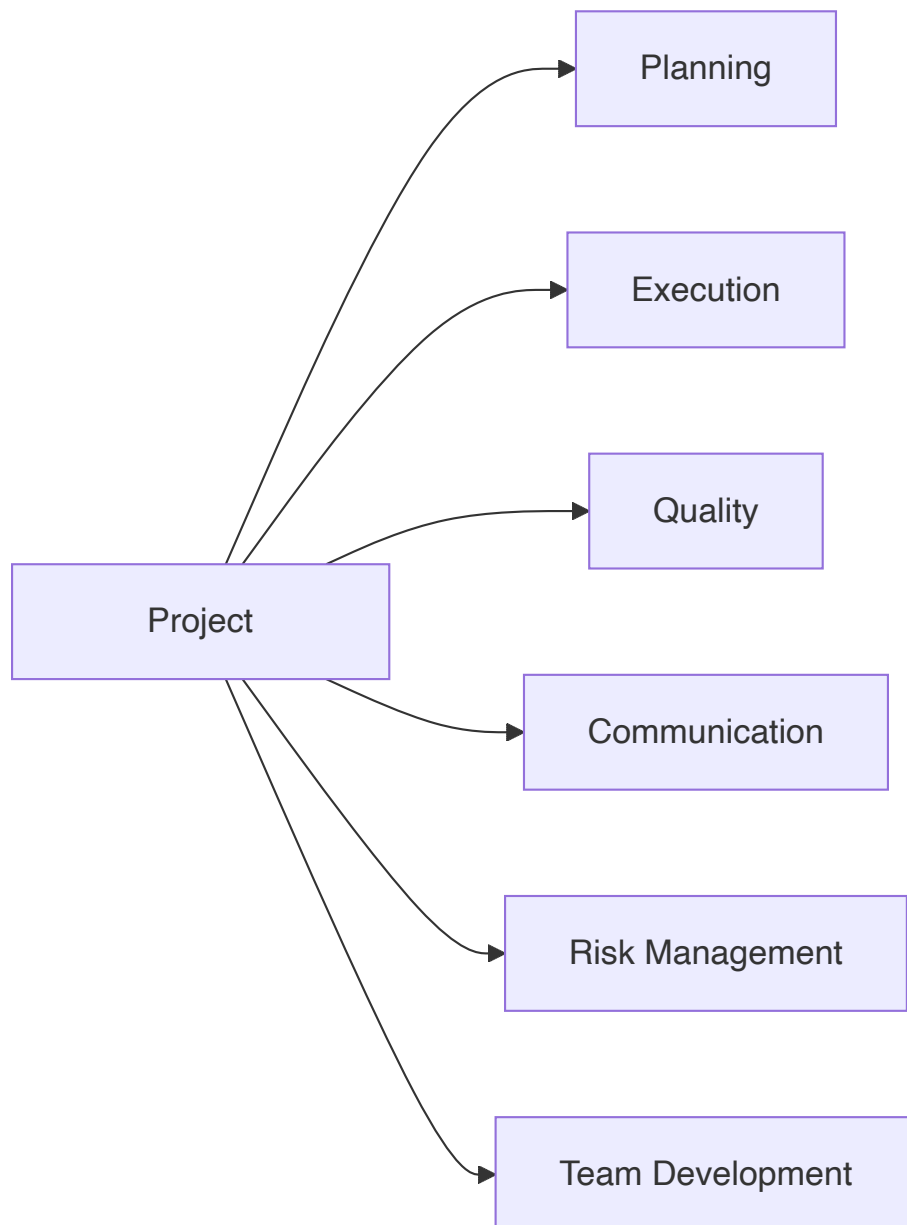 Planning
Execution
Quality
Project
Communication
Risk Management
Team Development